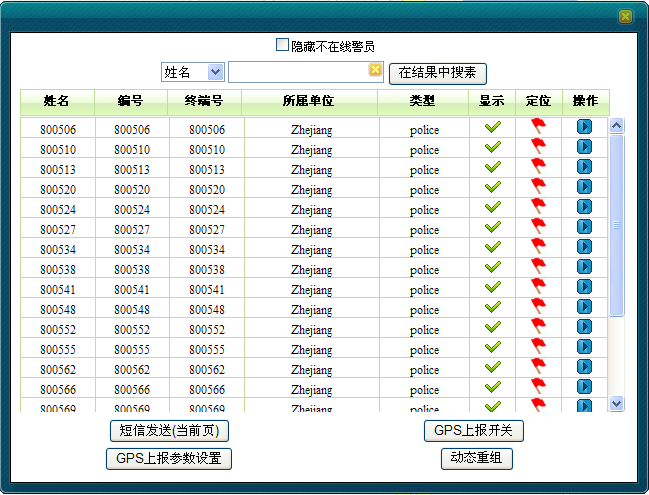 隐藏不在线警员
姓名 在结果中搜素
姓名 编号 终端号 所属单位 类型 显示 定位 操作
800506 800506 800506 Zhejiang police
800510 800510 800510 Zhejiang police
800513 800513 800513 Zhejiang police
800520 800520 800520 Zhejiang police
800524 800524 800524 Zhejiang police
800527 800527 800527 Zhejiang police
800534 800534 800534 Zhejiang police
800538 800538 800538 Zhejiang police
800541 800541 800541 Zhejiang police
800548 800548 800548 Zhejiang police
800552 800552 800552 Zhejiang police
800555 800555 800555 Zhejiang police
800562 800562 800562 Zhejiang police
800566 800566 800566 Zhejiang police
800569 800569 800569 Zhejiang police
短信发送(当前页) GPS上报开关
GPS上报参数设置 动态重组